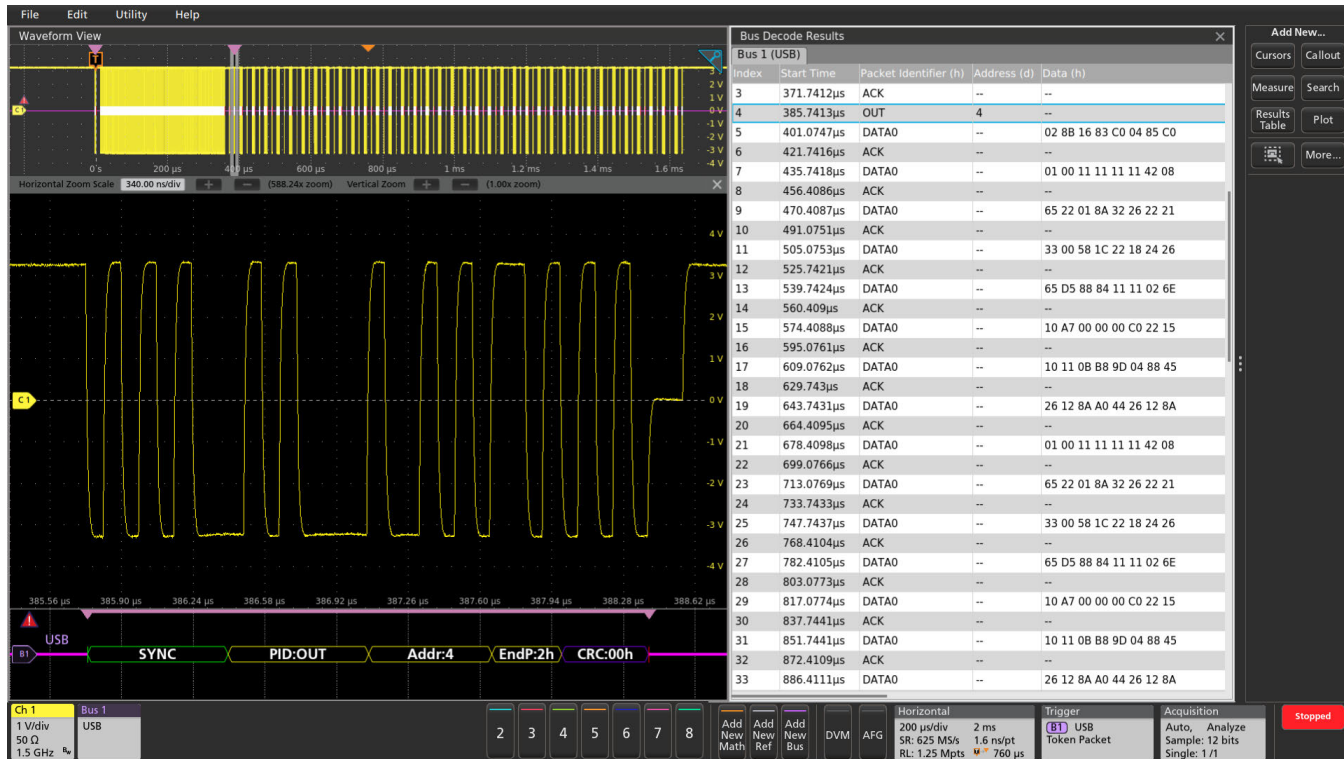 File Edit Utility Help
Waveform View
T
3 V
2 V
1 V
0 V
-1 V
-2 V
-3 V
-4 V
C1
0's 200 µs 400 µs 600 µs 800 µs 1 ms 1.2 ms 1.4 ms 1.6 ms
Horizontal Zoom Scale 340.00 ns/div + — (588.24x zoom) Vertical Zoom + — (1.00x zoom)
4 V
3 V
2 V
1 V
C1
0 V
-1 V
-2 V
-3 V
-4 V
385.56 µs 385.90 µs 386.24 µs 386.58 µs 386.92 µs 387.26 µs 387.60 µs 387.94 µs 388.28 µs 388.62 µs
USB
B1 SYNC PID:OUT Addr:4 EndP:2h CRC:00h
Bus Decode Results
Bus 1 (USB)
Index Start Time Packet Identifier (h) Address (d) Data (h)
3 371.7412µs ACK -- --
4 385.7413µs OUT 4 --
5 401.0747µs DATA0 -- 02 8B 16 83 C0 04 85 C0
6 421.7416µs ACK -- --
7 435.7418µs DATA0 -- 01 00 11 11 11 11 42 08
8 456.4086µs ACK -- --
9 470.4087µs DATA0 -- 65 22 01 8A 32 26 22 21
10 491.0751µs ACK -- --
11 505.0753µs DATA0 -- 33 00 58 1C 22 18 24 26
12 525.7421µs ACK -- --
13 539.7424µs DATA0 -- 65 D5 88 84 11 11 02 6E
14 560.409µs ACK -- --
15 574.4088µs DATA0 -- 10 A7 00 00 00 C0 22 15
16 595.0761µs ACK -- --
17 609.0762µs DATA0 -- 10 11 0B B8 9D 04 88 45
18 629.743µs ACK -- --
19 643.7431µs DATA0 -- 26 12 8A A0 44 26 12 8A
20 664.4095µs ACK -- --
21 678.4098µs DATA0 -- 01 00 11 11 11 11 42 08
22 699.0766µs ACK -- --
23 713.0769µs DATA0 -- 65 22 01 8A 32 26 22 21
24 733.7433µs ACK -- --
25 747.7437µs DATA0 -- 33 00 58 1C 22 18 24 26
26 768.4104µs ACK -- --
27 782.4105µs DATA0 -- 65 D5 88 84 11 11 02 6E
28 803.0773µs ACK -- --
29 817.0774µs DATA0 -- 10 A7 00 00 00 C0 22 15
30 837.7441µs ACK -- --
31 851.7441µs DATA0 -- 10 11 0B B8 9D 04 88 45
32 872.4109µs ACK -- --
33 886.4111µs DATA0 -- 26 12 8A A0 44 26 12 8A
Add New...
Cursors Callout
Measure Search
Results Table Plot
More...
Ch 1
1 V/div
50 Ω
1.5 GHz Bw
Bus 1
USB
2 3 4 5 6 7 8
Add New Math
Add New Ref
Add New Bus
DVM
AFG
Horizontal
200 µs/div 2 ms
SR: 625 MS/s 1.6 ns/pt
RL: 1.25 Mpts 760 µs
Trigger
B1 USB
Token Packet
Acquisition
Auto, Analyze
Sample: 12 bits
Single: 1 /1
Stopped